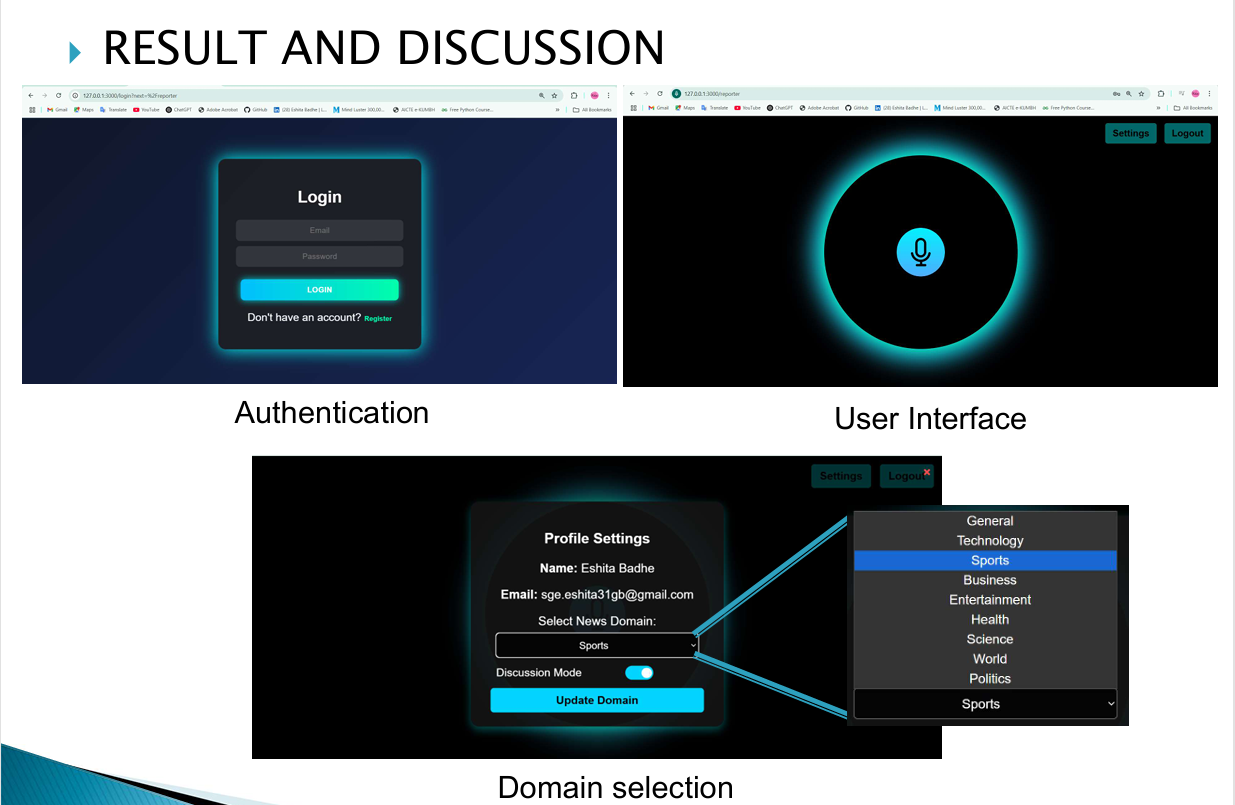 RESULT AND DISCUSSION
127.0.0.1:3000/login?next=%2Freporter
Gmail Maps Translate YouTube ChatGPT Adobe Acrobat GitHub (28) Eshita Badhe | L... Mind Luster 300,00... AICTE e-KUMBH Free Python Course... » All Bookmarks
Login
Email
Password
LOGIN
Don't have an account? Register
Authentication
127.0.0.1:3000/reporter
Gmail Maps Translate YouTube ChatGPT Adobe Acrobat GitHub (28) Eshita Badhe | L... Mind Luster 300,00... AICTE e-KUMBH Free Python Course... » All Bookmarks
Settings Logout
User Interface
Settings Logout
Profile Settings
Name: Eshita Badhe
Email: sge.eshita31gb@gmail.com
Select News Domain:
Sports
Discussion Mode
Update Domain
General
Technology
Sports
Business
Entertainment
Health
Science
World
Politics
Sports
Domain selection